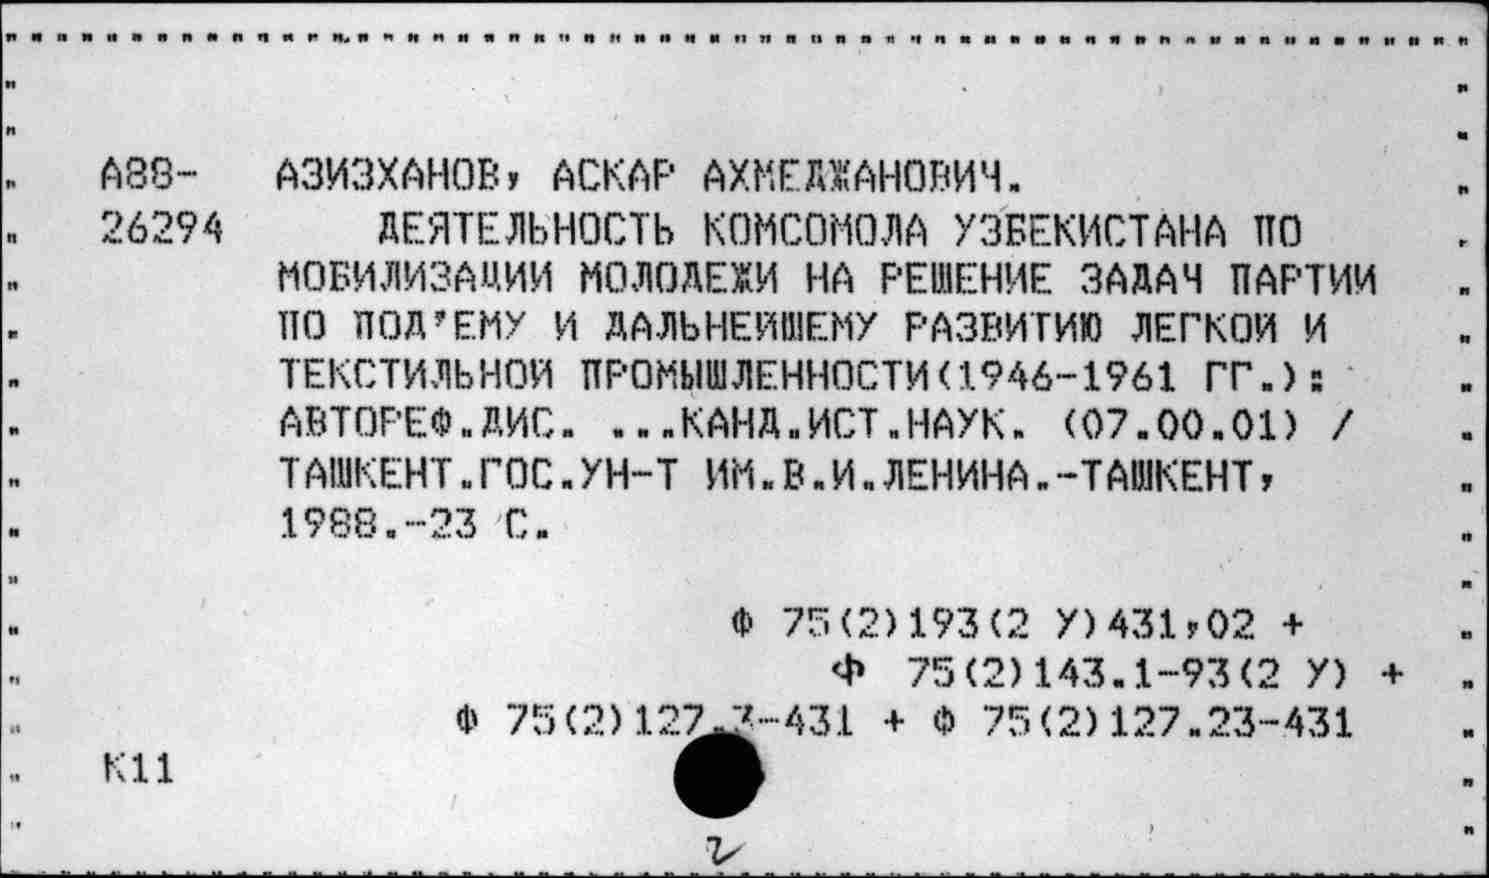 А88- АЗИЗХАНОВ, АСКАР АХМЕДЖАНОВИЧ.
26294 ДЕЯТЕЛЬНОСТЬ КОМСОМОЛА УЗБЕКИСТАНА ПО
МОБИЛИЗАЦИИ МОЛОДЕЖИ НА РЕШЕНИЕ ЗАДАЧ ПАРТИИ
ПО ПОД'ЕМУ И ДАЛЬНЕЙШЕМУ РАЗВИТИЮ ЛЕГКОЙ И
ТЕКСТИЛЬНОЙ ПРОМЫШЛЕННОСТИ(1946-1961 ГГ.):
АВТОРЕФ.ДИС. ...КАНД.ИСТ.НАУК. (07.00.01) /
ТАШКЕНТ.ГОС.УН-Т ИМ.В.И.ЛЕНИНА.-ТАШКЕНТ,
1988.-23 С.
Ф 75(2)193(2 У)431,02 +
Ф 75(2)143.1-93(2 У) +
Ф 75(2)127.3-431 + Ф 75(2)127.23-431
К11
2